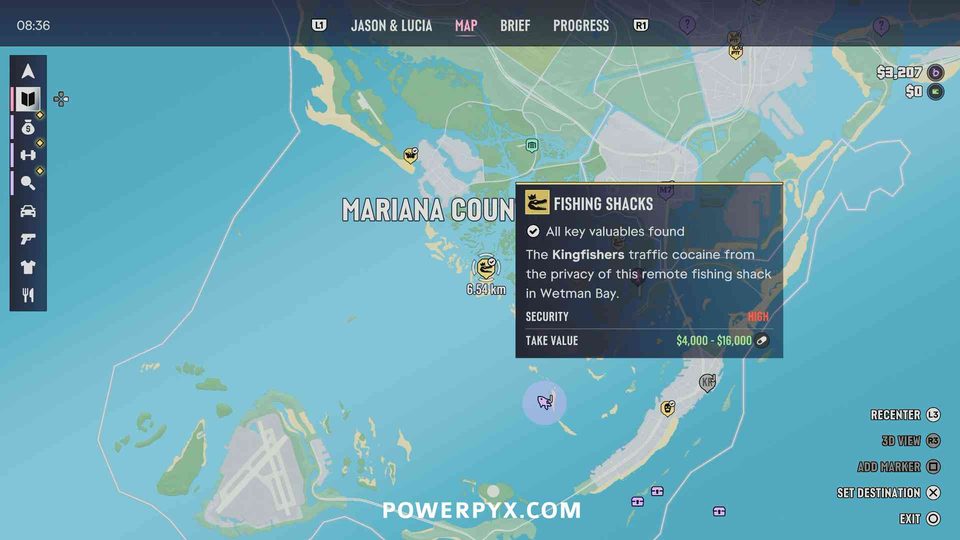 08:36
L1 JASON & LUCIA MAP BRIEF PROGRESS R1
$3,207
$0
M7
MARIANA COUN
FISHING SHACKS
All key valuables found
The Kingfishers traffic cocaine from
the privacy of this remote fishing shack
in Wetman Bay.
SECURITY HIGH
TAKE VALUE $4,000 - $16,000
6.54 km
KR
RECENTER L3
3D VIEW R3
ADD MARKER
SET DESTINATION
EXIT
POWERPYX.COM